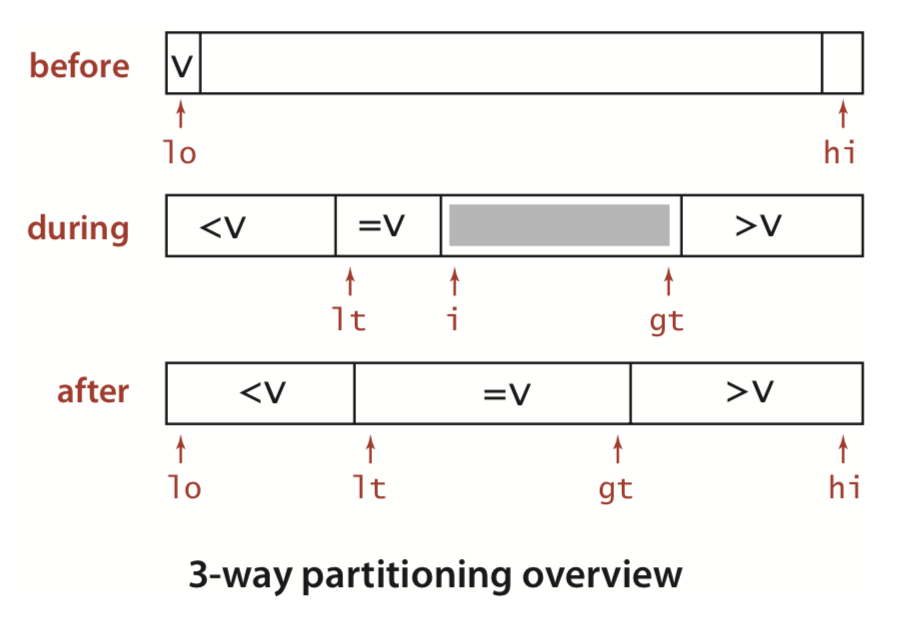 before V
lo hi
during <V =V >V
lt i gt
after <V =V >V
lo lt gt hi
3-way partitioning overview